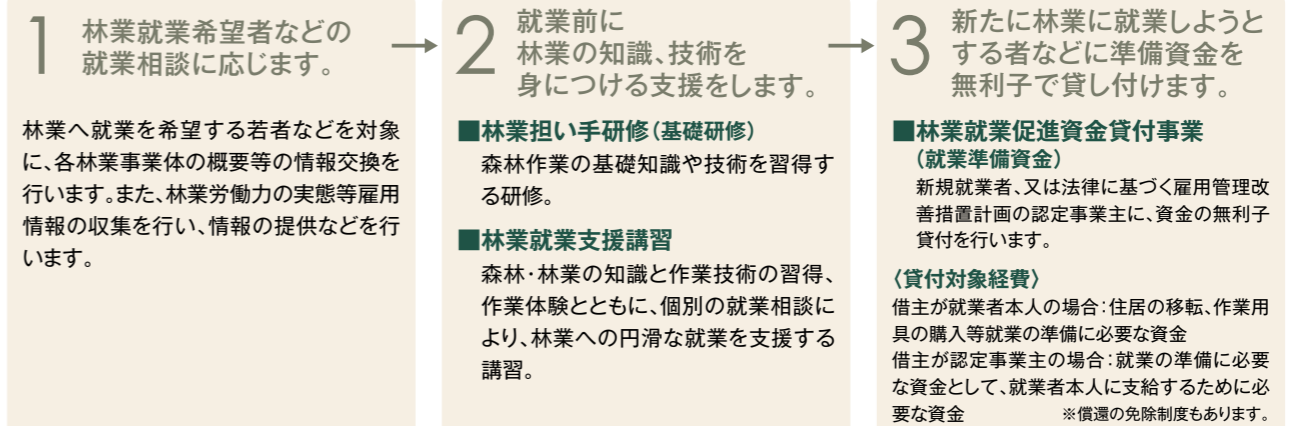 1 林業就業希望者などの
就業相談に応じます。
林業へ就業を希望する若者などを対象
に、各林業事業体の概要等の情報交換を
行います。また、林業労働力の実態等雇用
情報の収集を行い、情報の提供などを行
います。
→
2 就業前に
林業の知識、技術を
身につける支援をします。
■林業担い手研修(基礎研修)
森林作業の基礎知識や技術を習得す
る研修。
■林業就業支援講習
森林・林業の知識と作業技術の習得、
作業体験とともに、個別の就業相談に
より、林業への円滑な就業を支援する
講習。
→
3 新たに林業に就業しようと
する者などに準備資金を
無利子で貸し付けます。
■林業就業促進資金貸付事業
(就業準備資金)
新規就業者、又は法律に基づく雇用管理改
善措置計画の認定事業主に、資金の無利子
貸付を行います。
〈貸付対象経費〉
借主が就業者本人の場合:住居の移転、作業用
具の購入等就業の準備に必要な資金
借主が認定事業主の場合:就業の準備に必要
な資金として、就業者本人に支給するために必
要な資金 ※償還の免除制度もあります。